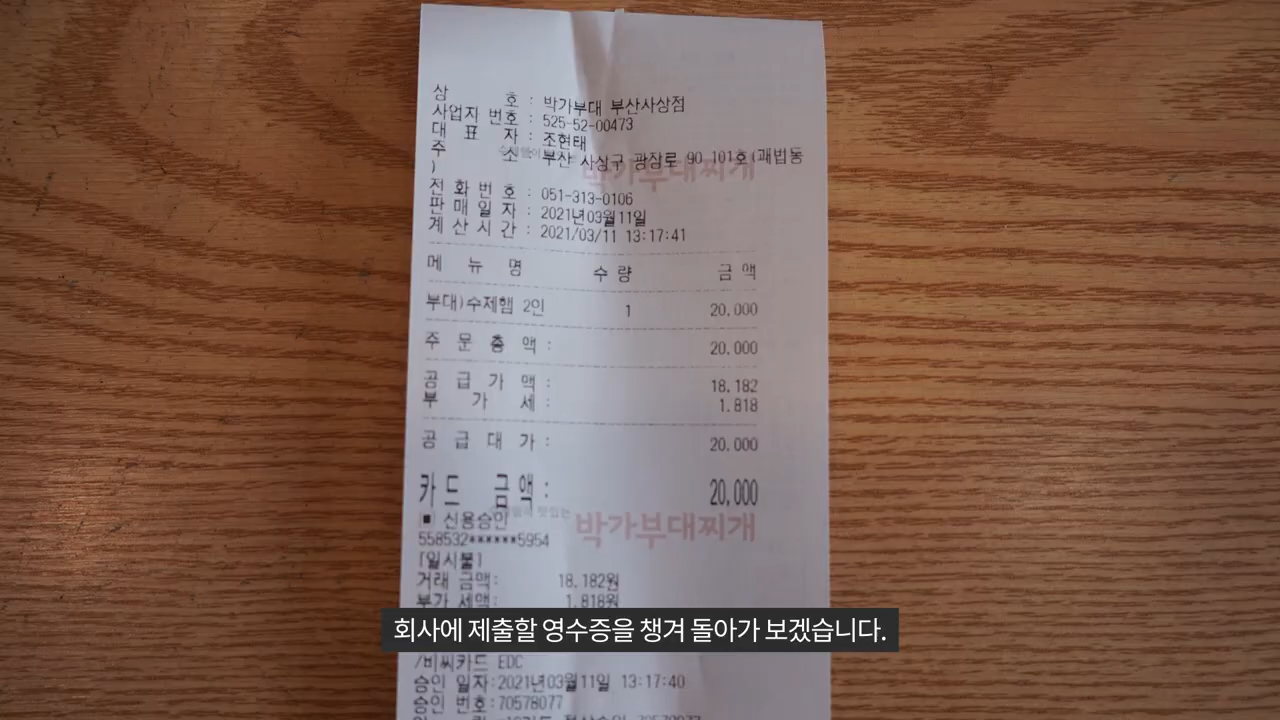 상 호 : 박가부대 부산사상점
사업자 번호 : 525-52-00473
대 표 자 : 조현태
주 소 : 부산 사상구 광장로 90 101호(괘법동
)
박가부대찌개
전 화 번 호 : 051-313-0106
판 매 일 자 : 2021년03월11일
계 산 시 간 : 2021/03/11 13:17:41
메 뉴 명 수 량 금 액
부대)수제햄 2인 1 20,000
주 문 총 액 : 20,000
공 급 가 액 : 18,182
부 가 세 : 1,818
공 급 대 가 : 20,000
카드 금액 : 20,000
■ 신용승인
박가부대찌개
558532******5954
[일시불]
거래 금액: 18,182원
부가 세액: 1,818원
회사에 제출할 영수증을 챙겨 돌아가 보겠습니다.
/비씨카드 EDC
승인 일자:2021년03월11일 13:17:40
승인 번호:70578077